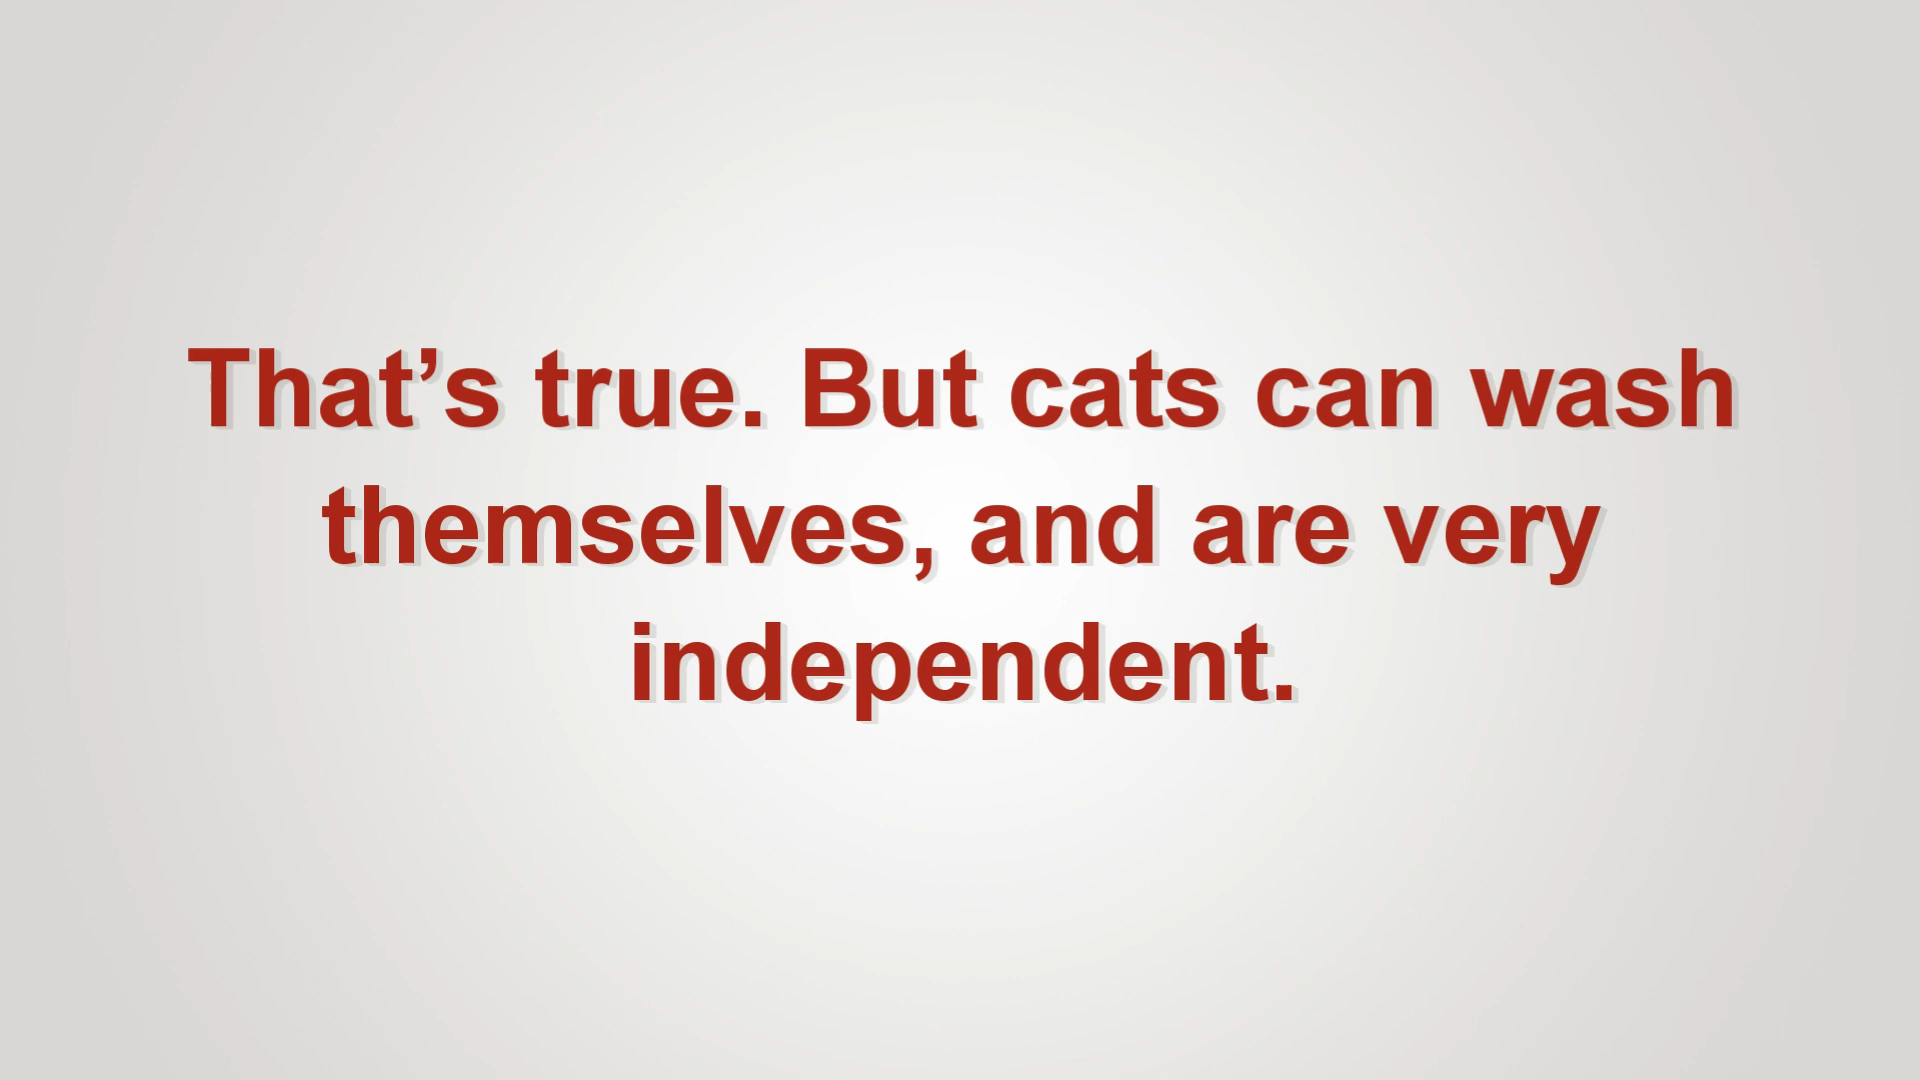 That’s true. But cats can wash
themselves, and are very
independent.